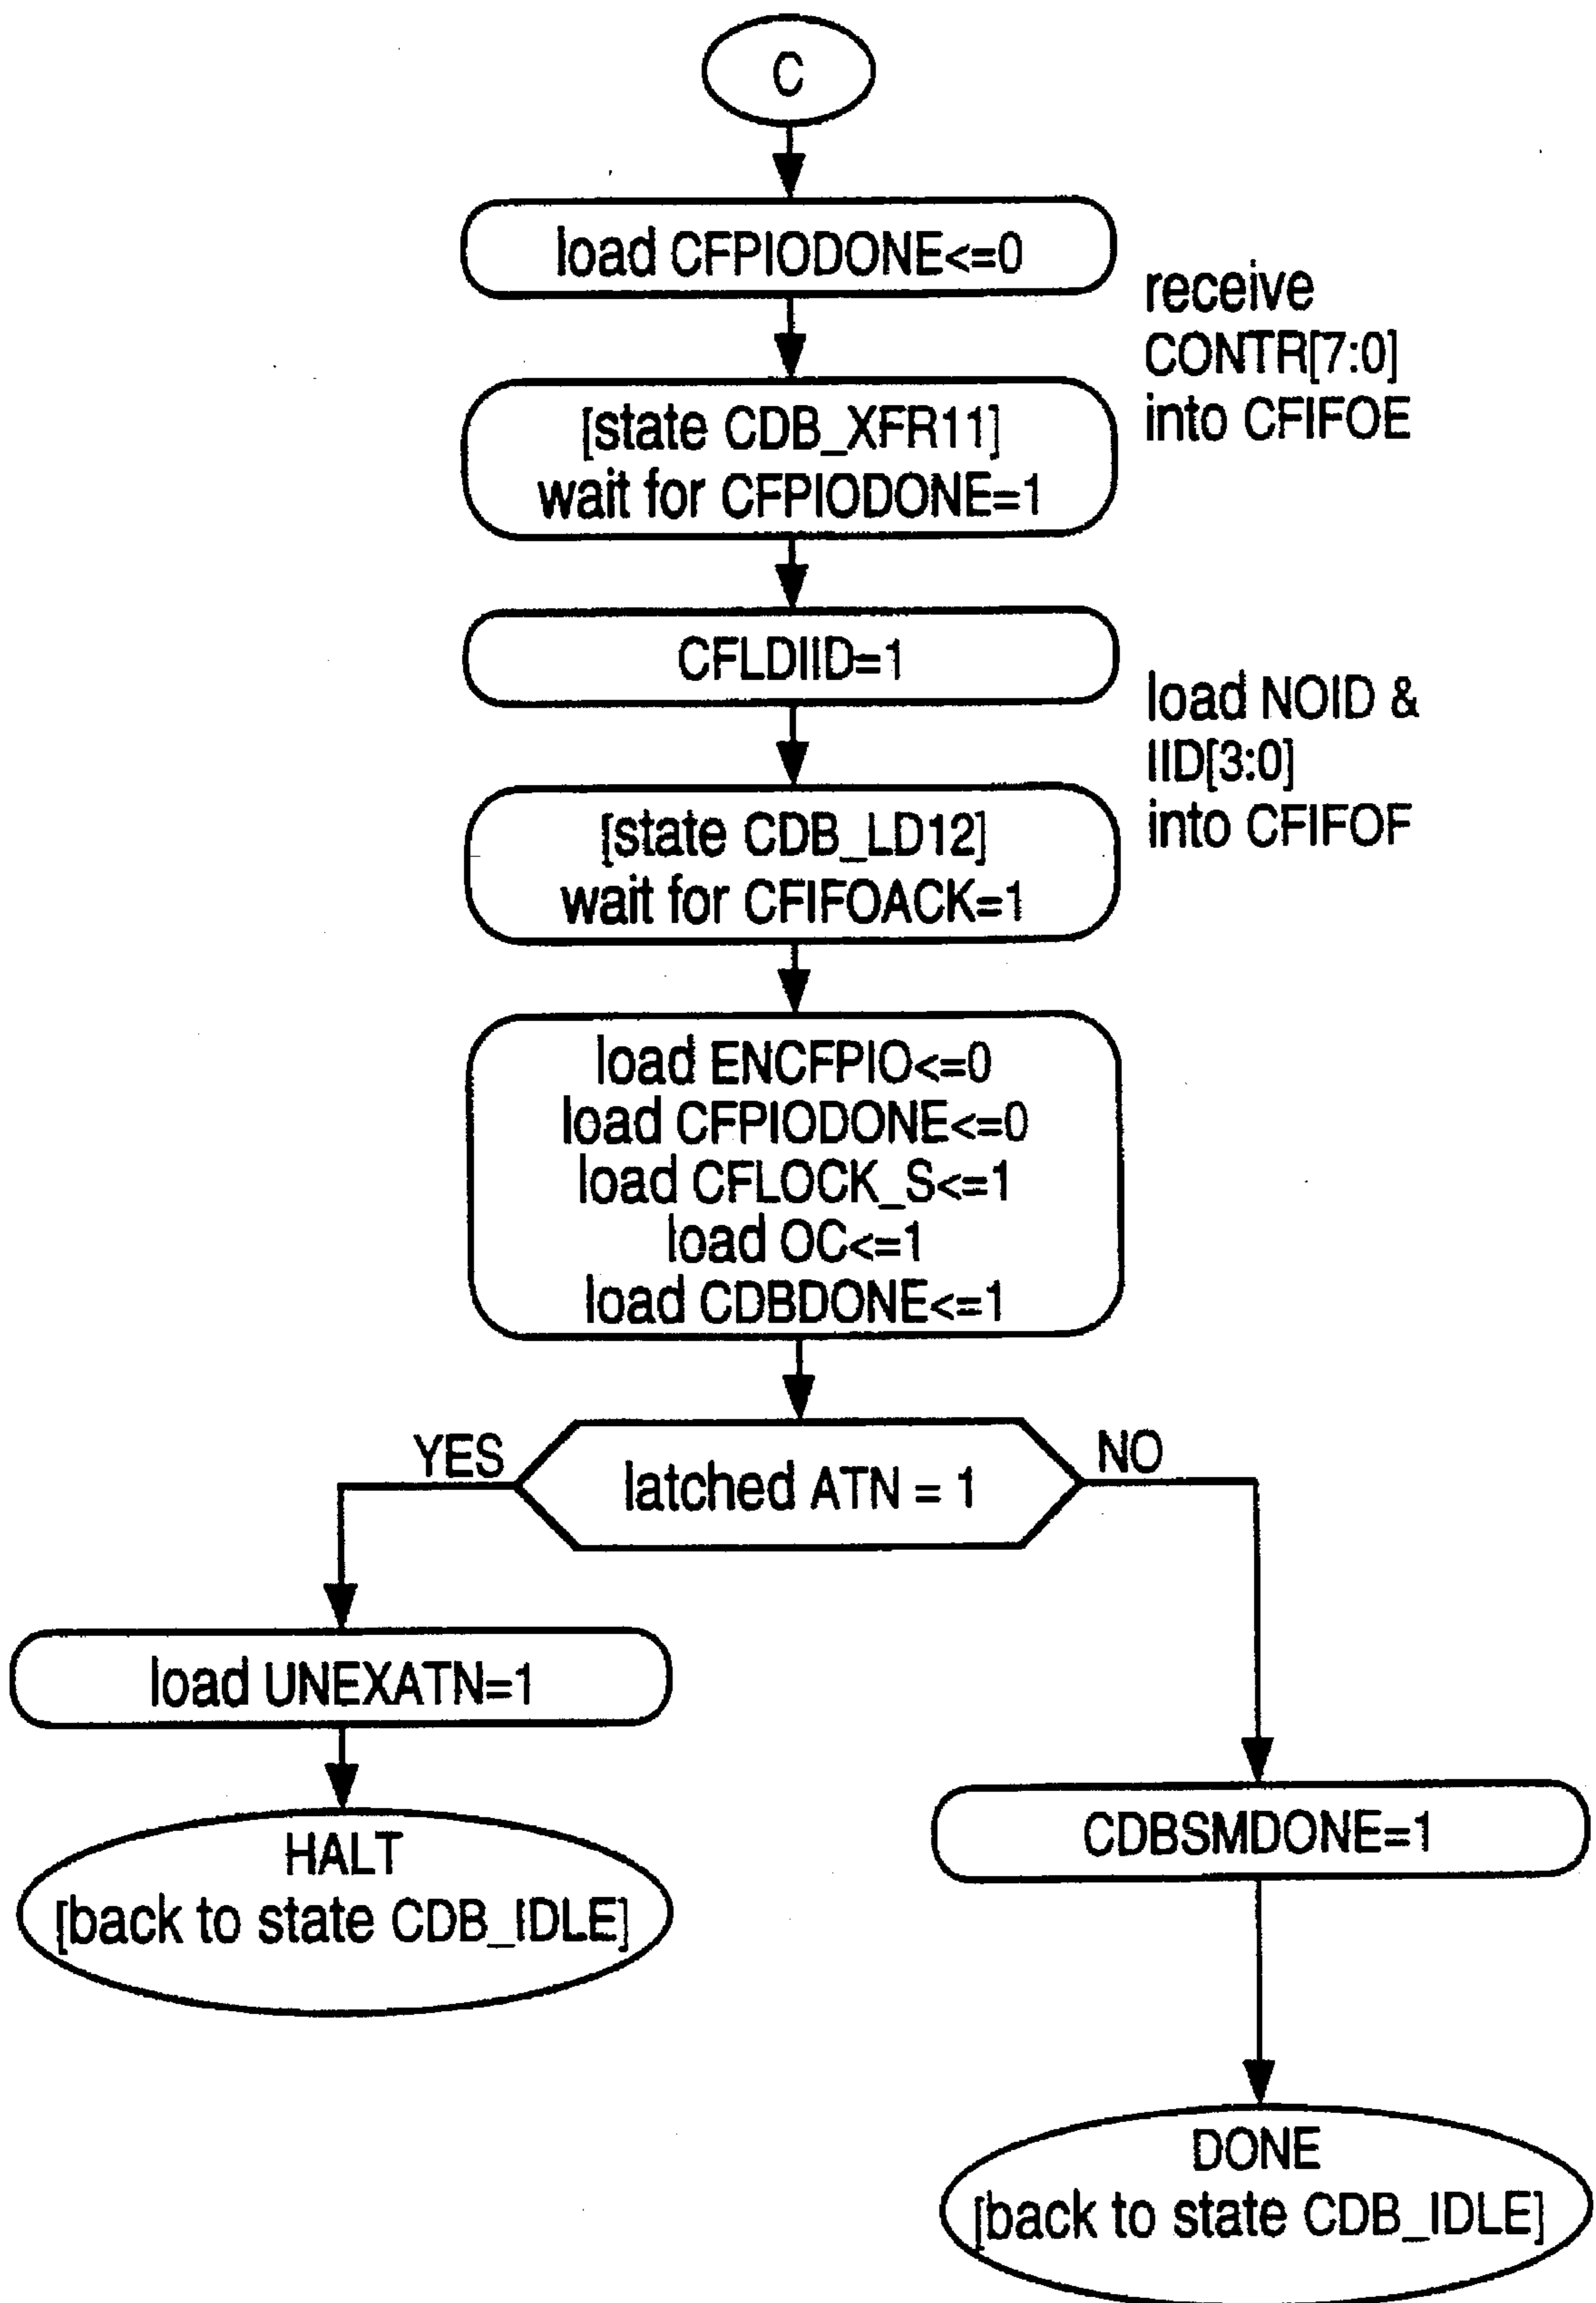 C
load CFPIODONE<=0
receive
CONTR[7:0]
into CFIFOE
[state CDB_XFR11]
wait for CFPIODONE=1
CFLDIID=1
load NOID &
IID[3:0]
into CFIFOF
[state CDB_LD12]
wait for CFIFOACK=1
load ENCFPIO<=0
load CFPIODONE<=0
load CFLOCK_S<=1
load OC<=1
load CDBDONE<=1
YES
latched ATN = 1
NO
load UNEXATN=1
HALT
[back to state CDB_IDLE]
CDBSMDONE=1
DONE
[back to state CDB_IDLE]